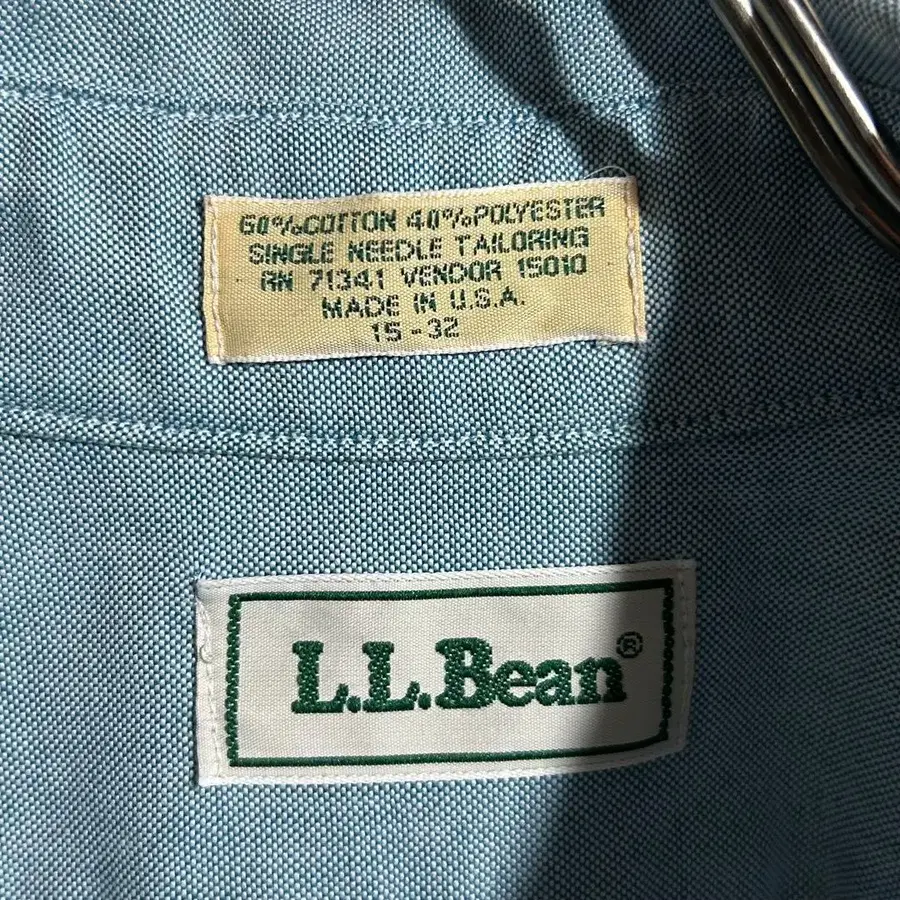 60%COTTON 40%POLYESTER
SINGLE NEEDLE TAILORING
RN 71341 VENDOR 15010
MADE IN U.S.A.
15-32
L.L.Bean®